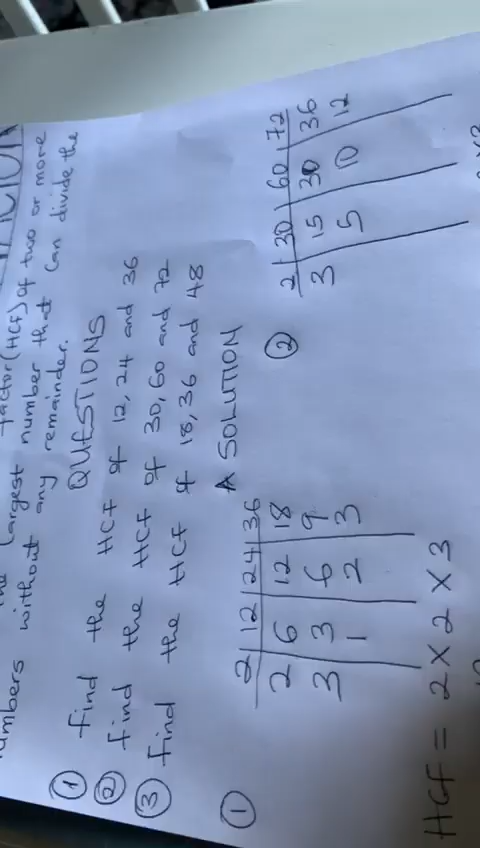 Largest factor (HCF) of two or more
numbers without any remainder. that can divide the
QUESTIONS
① Find the HCF of 12, 24 and 36
② Find the HCF of 30, 60 and 72
③ Find the HCF of 18, 36 and 48
A SOLUTION
①
2 12 24 36
2 6 12 18
3 3 6 9
1 2 3
HCF = 2 X 2 X 3
②
2 30 60 72
3 15 30 36
5 10 12